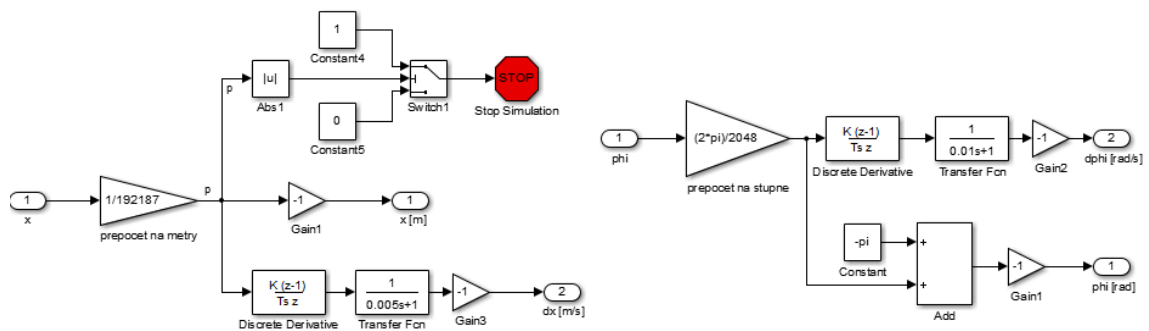 1
Constant4
p
|u|
Abs1
Switch1
STOP
Stop Simulation
0
Constant5
1
x
1/192187
prepocet na metry
p
-1
Gain1
1
x [m]
K (z-1)
Ts z
Discrete Derivative
1
0.005s+1
Transfer Fcn
-1
Gain3
2
dx [m/s]
1
phi
(2*pi)/2048
prepocet na stupne
K (z-1)
Ts z
Discrete Derivative
1
0.01s+1
Transfer Fcn
-1
Gain2
2
dphi [rad/s]
-pi
Constant
+
+
Add
-1
Gain1
1
phi [rad]